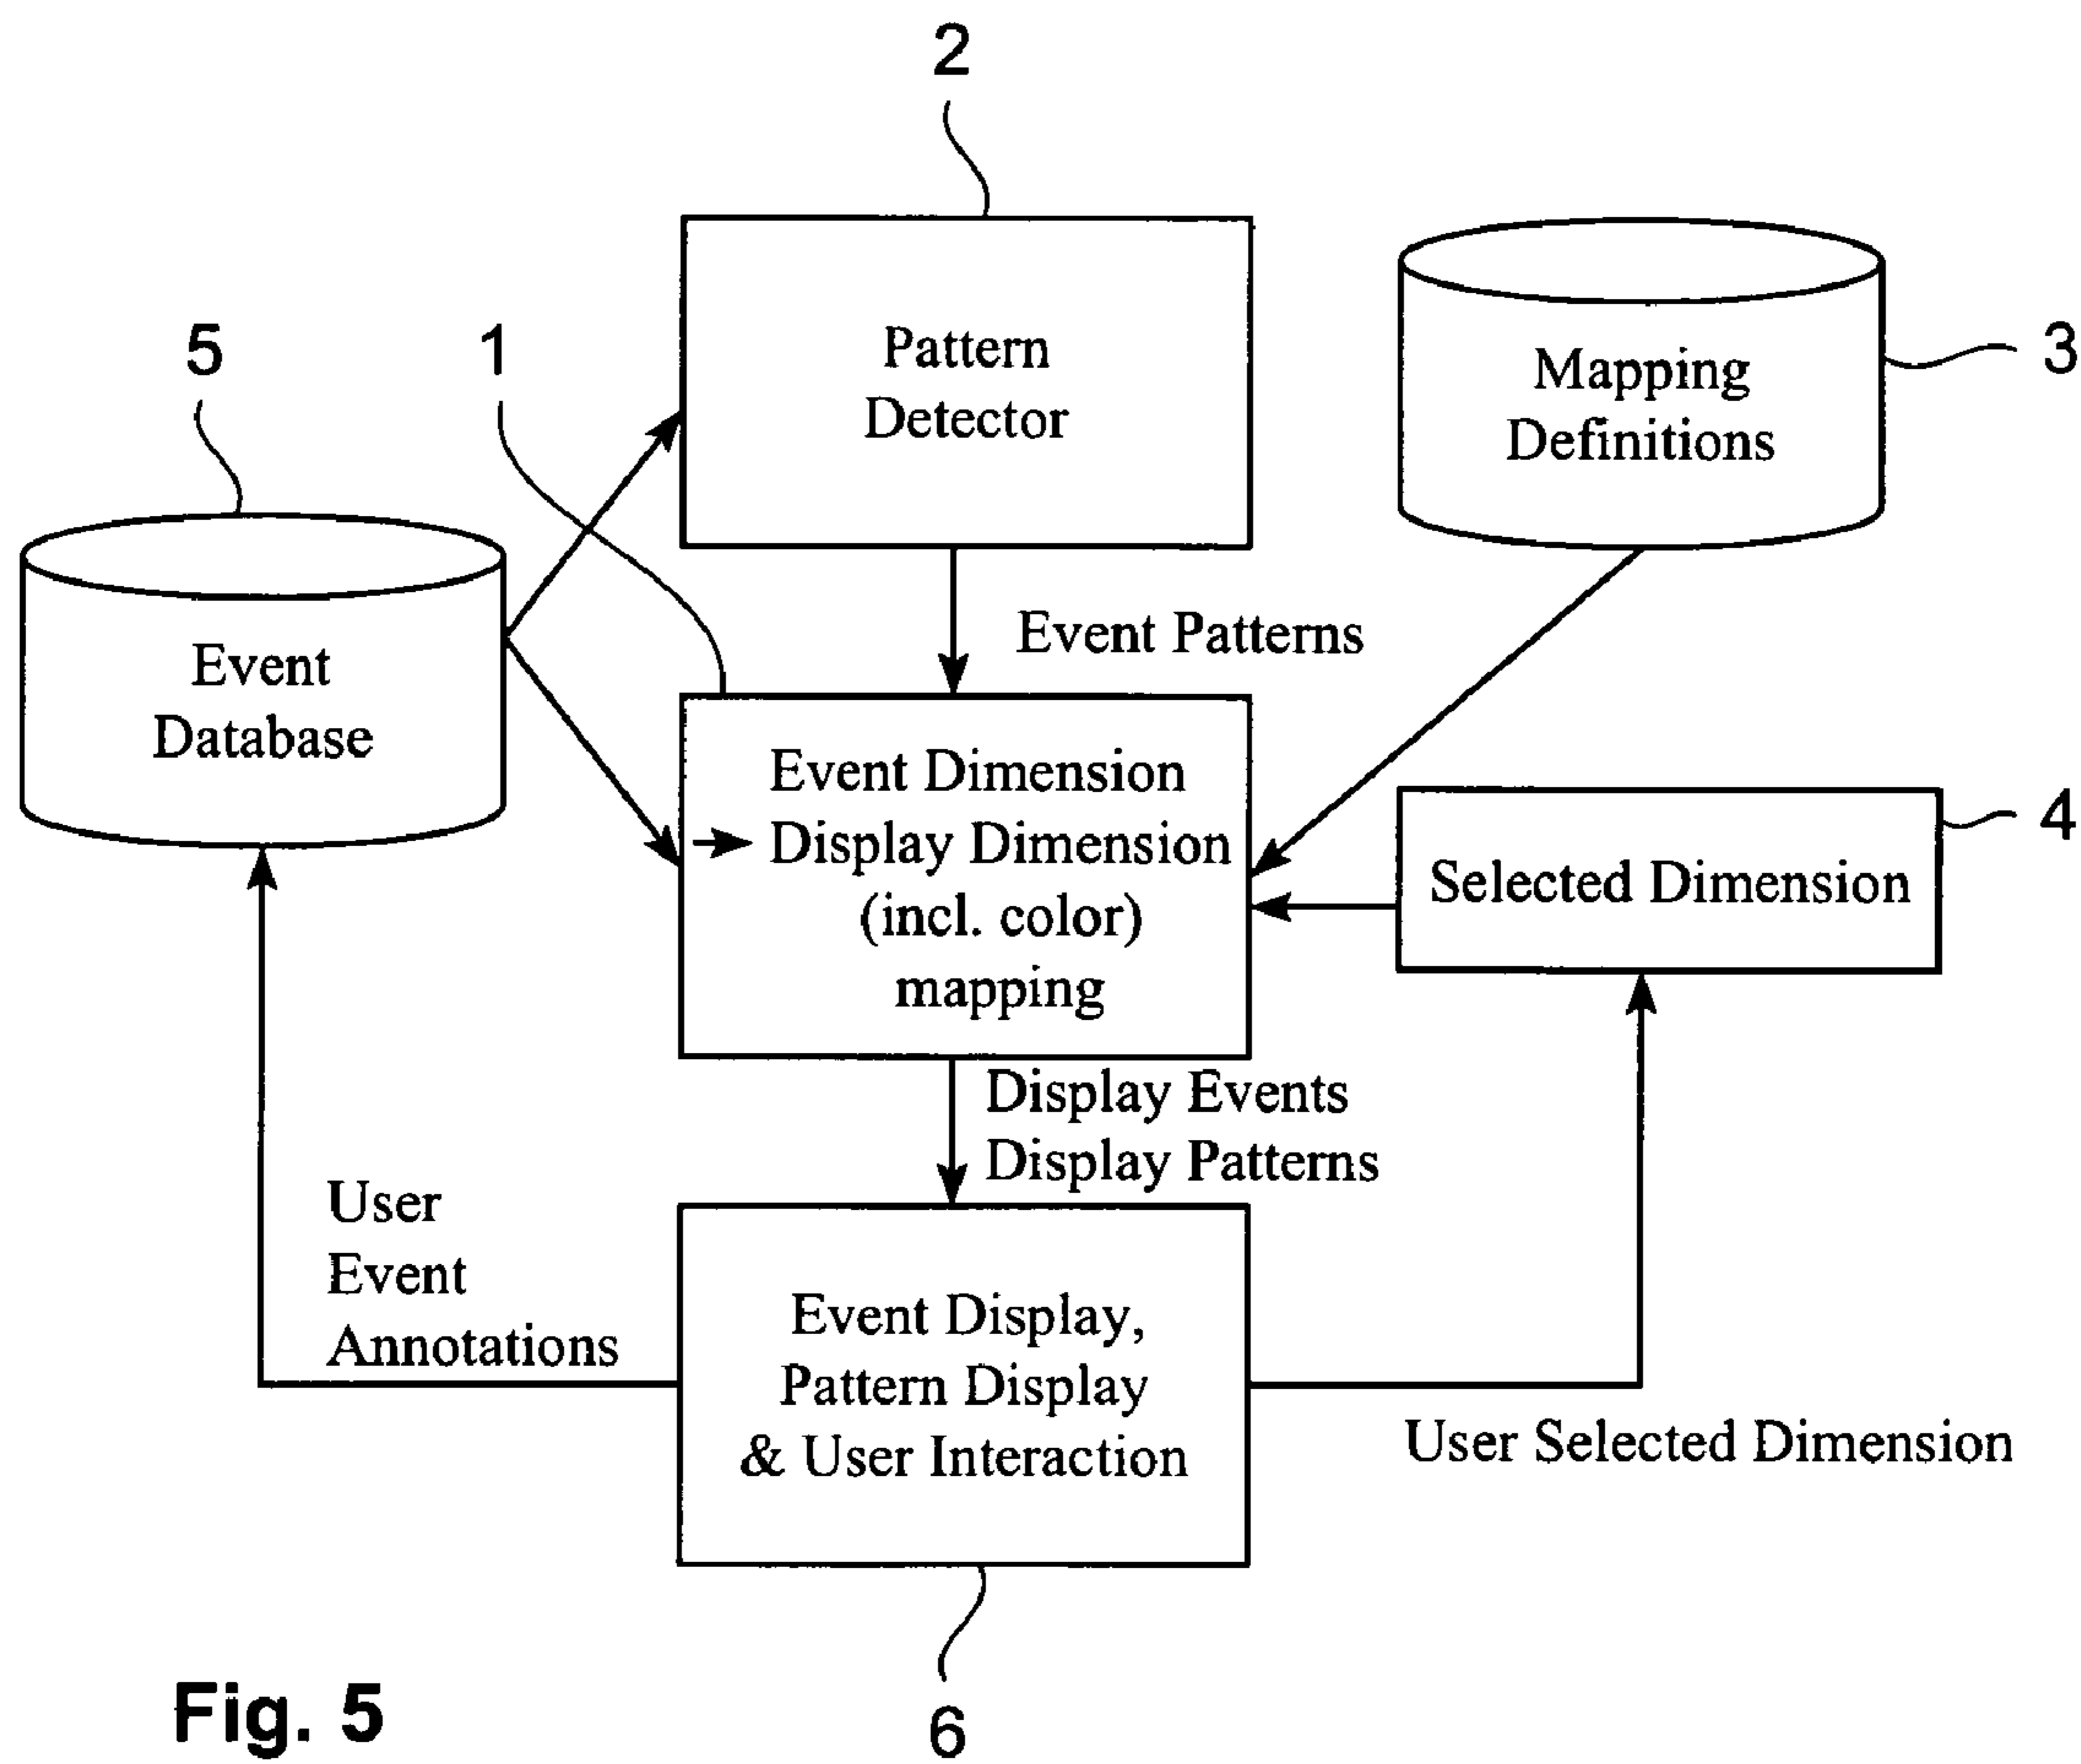 2
Pattern
Detector
Mapping
Definitions
3
5
1
Event
Database
Event Patterns
Event Dimension
Display Dimension
(incl. color)
mapping
4
Selected Dimension
Display Events
Display Patterns
User
Event
Annotations
Event Display,
Pattern Display
& User Interaction
User Selected Dimension
6
Fig. 5